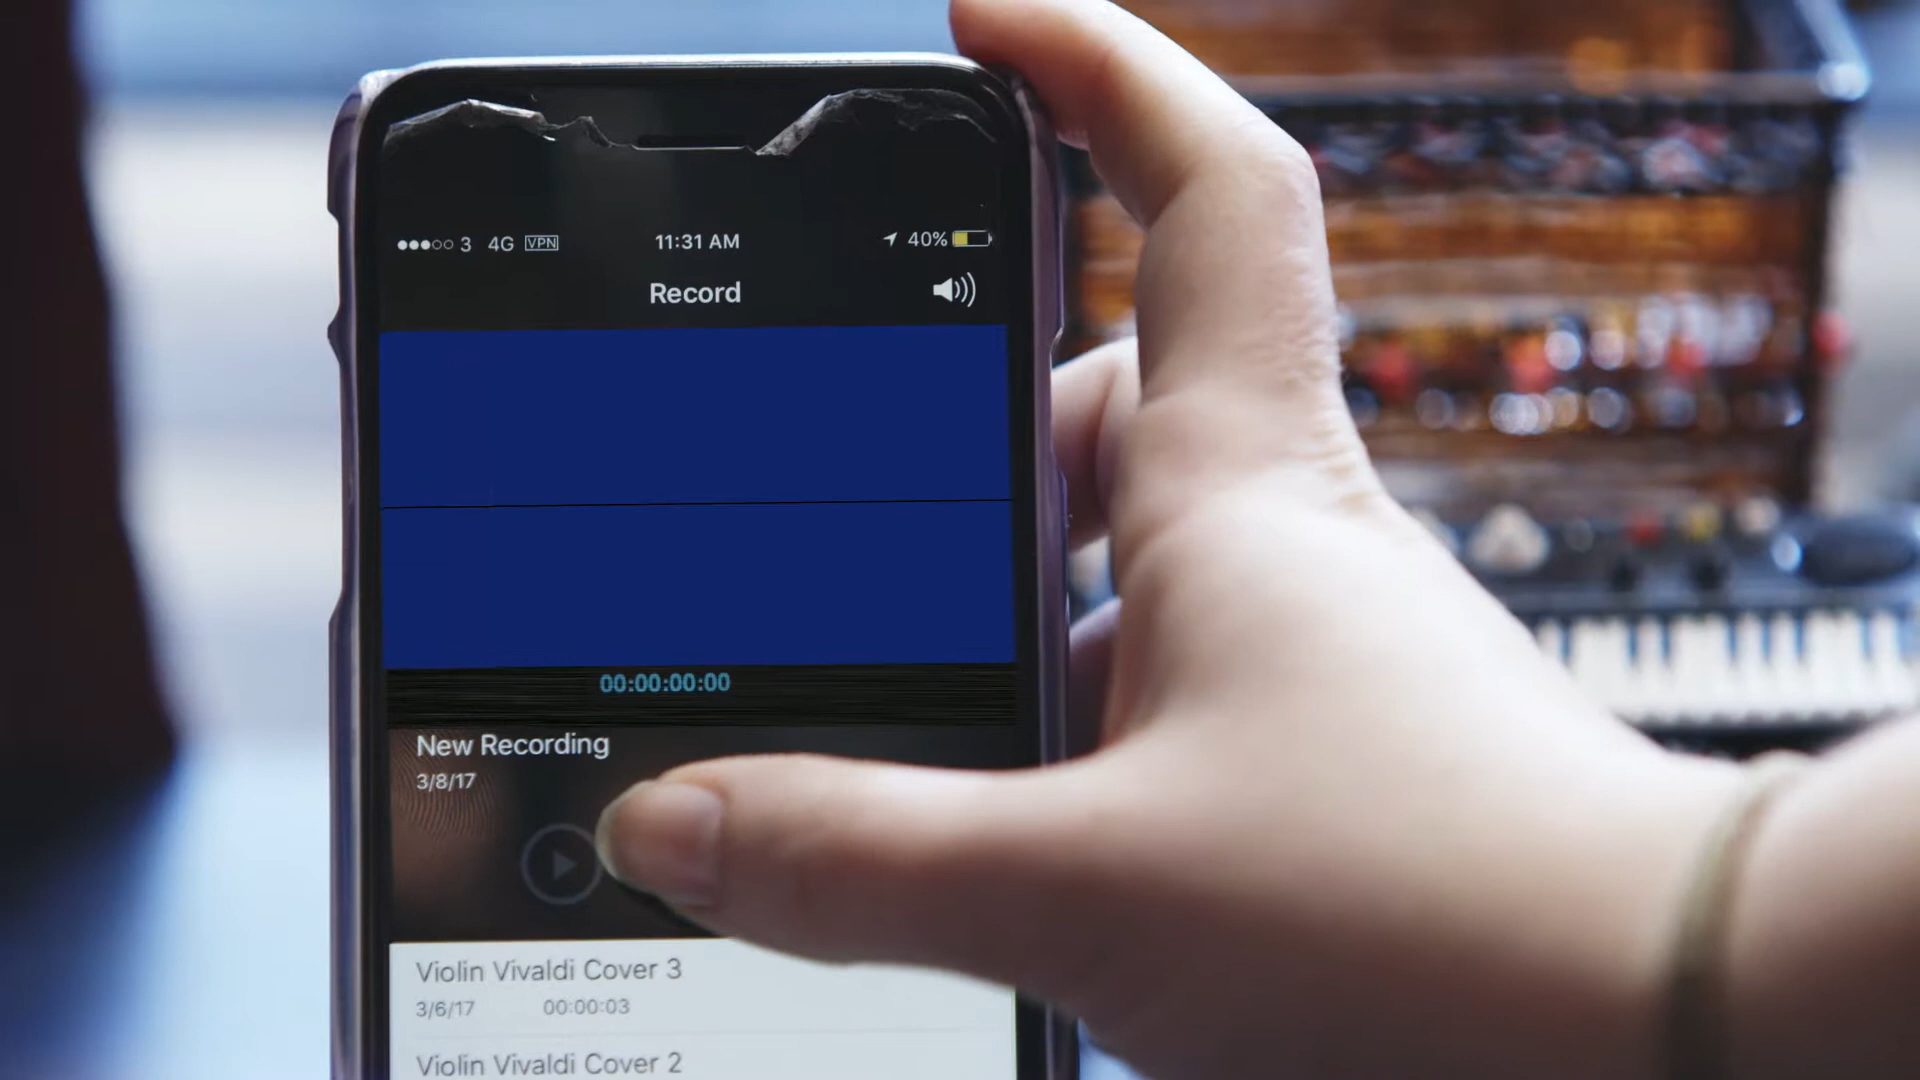 3 4G VPN 11:31 AM 40%
Record
00:00:00:00
New Recording
3/8/17
Violin Vivaldi Cover 3
3/6/17 00:00:03
Violin Vivaldi Cover 2